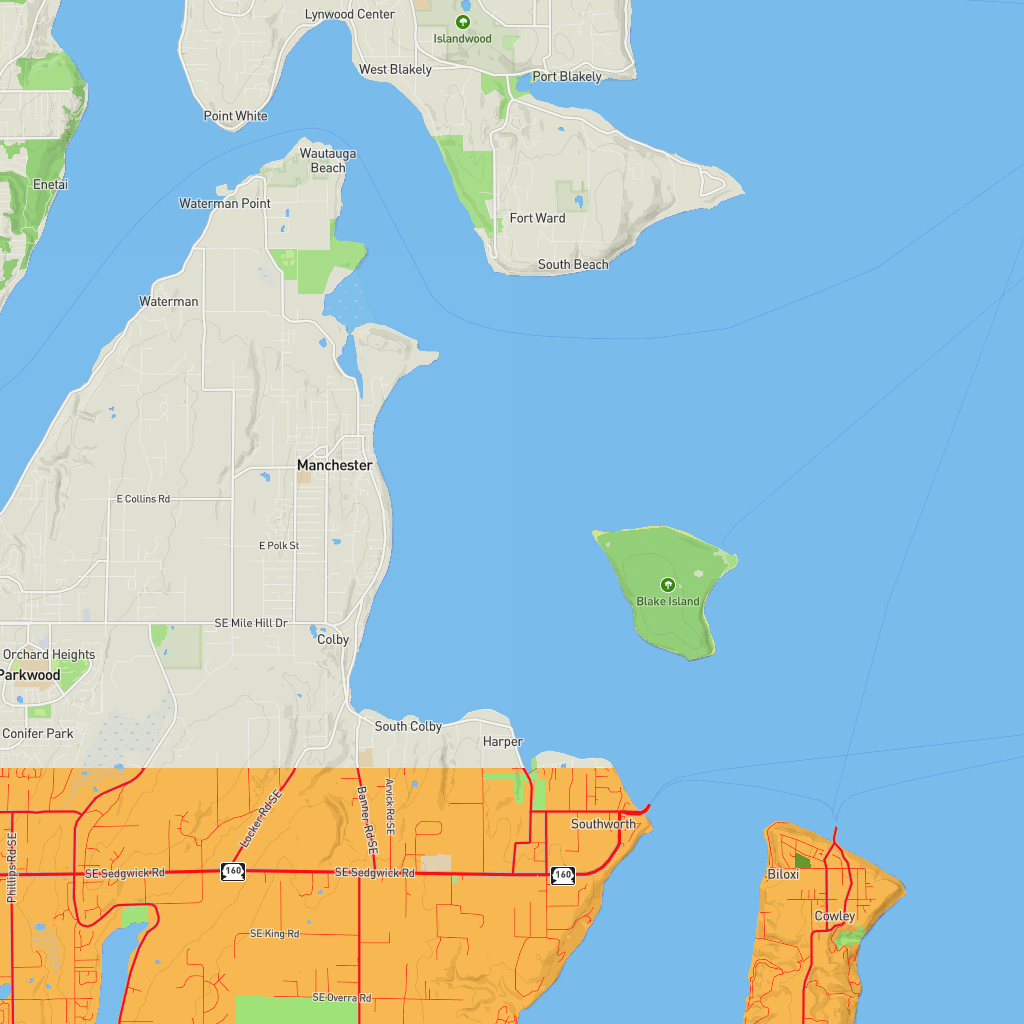 Lynwood Center
Islandwood
West Blakely
Port Blakely
Point White
Wautauga
Beach
Enetai
Waterman Point
Fort Ward
South Beach
Waterman
Manchester
E Collins Rd
E Polk St
Blake Island
SE Mile Hill Dr
Colby
Orchard Heights
Parkwood
South Colby
Conifer Park
Harper
Locker Rd SE
Banner Rd SE
Arvick Rd SE
Southworth
Phillips Rd SE
SE Sedgwick Rd
160
SE Sedgwick Rd
160
Biloxi
Cowley
SE King Rd
SE Overra Rd